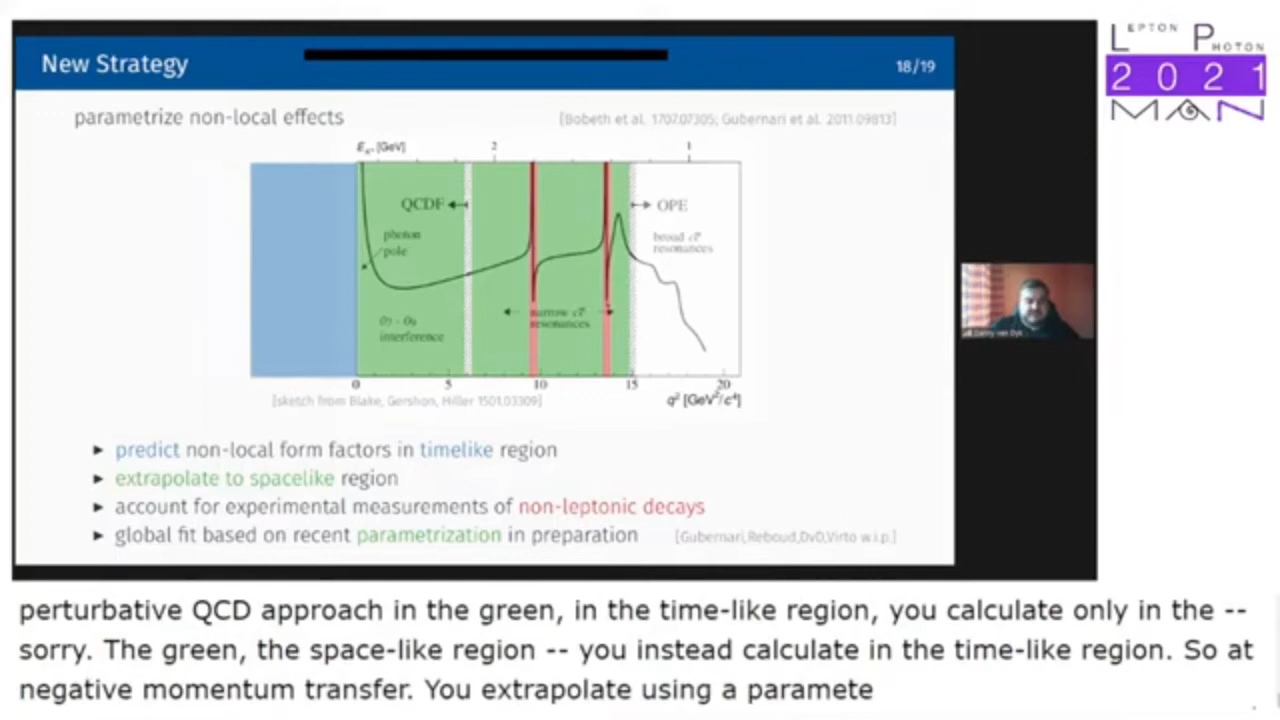 New Strategy
18/19
parametrize non-local effects
[Bobeth et al. 1707.07305; Gubernari et al. 2011.09813]
E_K* [GeV]
2
1
QCDF
OPE
photon
pole
broad cc̅
resonances
narrow cc̅
resonances
O7 - O9
interference
0
5
10
15
20
q² [GeV²/c⁴]
[sketch from Blake, Gershon, Hiller 1501.03309]
► predict non-local form factors in timelike region
► extrapolate to spacelike region
► account for experimental measurements of non-leptonic decays
► global fit based on recent parametrization in preparation
[Gubernari,Reboud,DvD,Virto w.i.p.]
LEPTON PHOTON
2021
MAN
Danny van Dyk
perturbative QCD approach in the green, in the time-like region, you calculate only in the --
sorry. The green, the space-like region -- you instead calculate in the time-like region. So at
negative momentum transfer. You extrapolate using a paramete